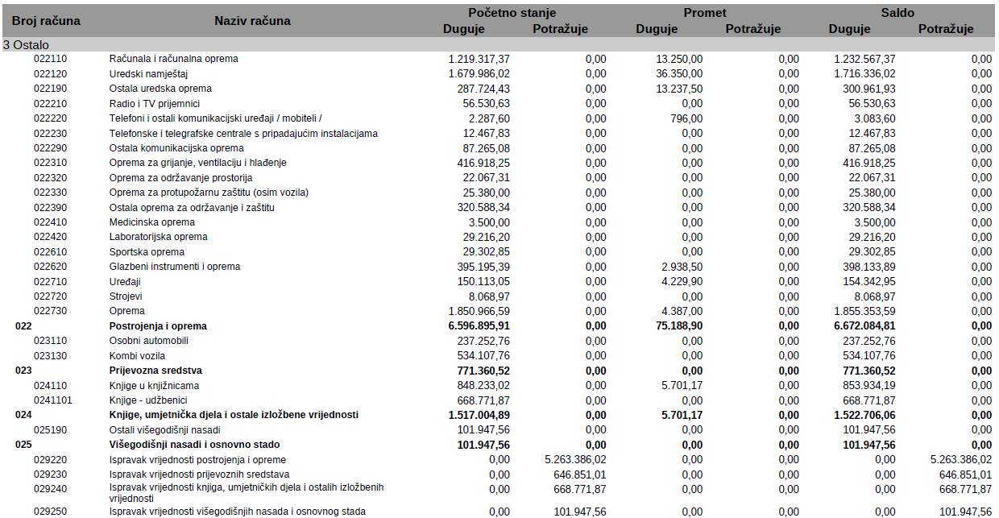 Broj računa Naziv računa Početno stanje Promet Saldo
Duguje Potražuje Duguje Potražuje Duguje Potražuje
3 Ostalo
022110 Računala i računalna oprema 1.219.317,37 0,00 13.250,00 0,00 1.232.567,37 0,00
022120 Uredski namještaj 1.679.986,02 0,00 36.350,00 0,00 1.716.336,02 0,00
022190 Ostala uredska oprema 287.724,43 0,00 13.237,50 0,00 300.961,93 0,00
022210 Radio i TV prijemnici 56.530,63 0,00 0,00 0,00 56.530,63 0,00
022220 Telefoni i ostali komunikacijski uređaji / mobiteli / 2.287,60 0,00 796,00 0,00 3.083,60 0,00
022230 Telefonske i telegrafske centrale s pripadajućim instalacijama 12.467,83 0,00 0,00 0,00 12.467,83 0,00
022290 Ostala komunikacijska oprema 87.265,08 0,00 0,00 0,00 87.265,08 0,00
022310 Oprema za grijanje, ventilaciju i hlađenje 416.918,25 0,00 0,00 0,00 416.918,25 0,00
022320 Oprema za održavanje prostorija 22.067,31 0,00 0,00 0,00 22.067,31 0,00
022330 Oprema za protupožarnu zaštitu (osim vozila) 25.380,00 0,00 0,00 0,00 25.380,00 0,00
022390 Ostala oprema za održavanje i zaštitu 320.588,34 0,00 0,00 0,00 320.588,34 0,00
022410 Medicinska oprema 3.500,00 0,00 0,00 0,00 3.500,00 0,00
022420 Laboratorijska oprema 29.216,20 0,00 0,00 0,00 29.216,20 0,00
022610 Sportska oprema 29.302,85 0,00 0,00 0,00 29.302,85 0,00
022620 Glazbeni instrumenti i oprema 395.195,39 0,00 2.938,50 0,00 398.133,89 0,00
022710 Uređaji 150.113,05 0,00 4.229,90 0,00 154.342,95 0,00
022720 Strojevi 8.068,97 0,00 0,00 0,00 8.068,97 0,00
022730 Oprema 1.850.966,59 0,00 4.387,00 0,00 1.855.353,59 0,00
022 Postrojenja i oprema 6.596.895,91 0,00 75.188,90 0,00 6.672.084,81 0,00
023110 Osobni automobili 237.252,76 0,00 0,00 0,00 237.252,76 0,00
023130 Kombi vozila 534.107,76 0,00 0,00 0,00 534.107,76 0,00
023 Prijevozna sredstva 771.360,52 0,00 0,00 0,00 771.360,52 0,00
024110 Knjige u knjižnicama 848.233,02 0,00 5.701,17 0,00 853.934,19 0,00
0241101 Knjige - udžbenici 668.771,87 0,00 0,00 0,00 668.771,87 0,00
024 Knjige, umjetnička djela i ostale izložbene vrijednosti 1.517.004,89 0,00 5.701,17 0,00 1.522.706,06 0,00
025190 Ostali višegodišnji nasadi 101.947,56 0,00 0,00 0,00 101.947,56 0,00
025 Višegodišnji nasadi i osnovno stado 101.947,56 0,00 0,00 0,00 101.947,56 0,00
029220 Ispravak vrijednosti postrojenja i opreme 0,00 5.263.386,02 0,00 0,00 0,00 5.263.386,02
029230 Ispravak vrijednosti prijevoznih sredstava 0,00 646.851,01 0,00 0,00 0,00 646.851,01
029240 Ispravak vrijednosti knjiga, umjetničkih djela i ostalih izložbenih 0,00 668.771,87 0,00 0,00 0,00 668.771,87
vrijednosti
029250 Ispravak vrijednosti višegodišnjih nasada i osnovnog stada 0,00 101.947,56 0,00 0,00 0,00 101.947,56